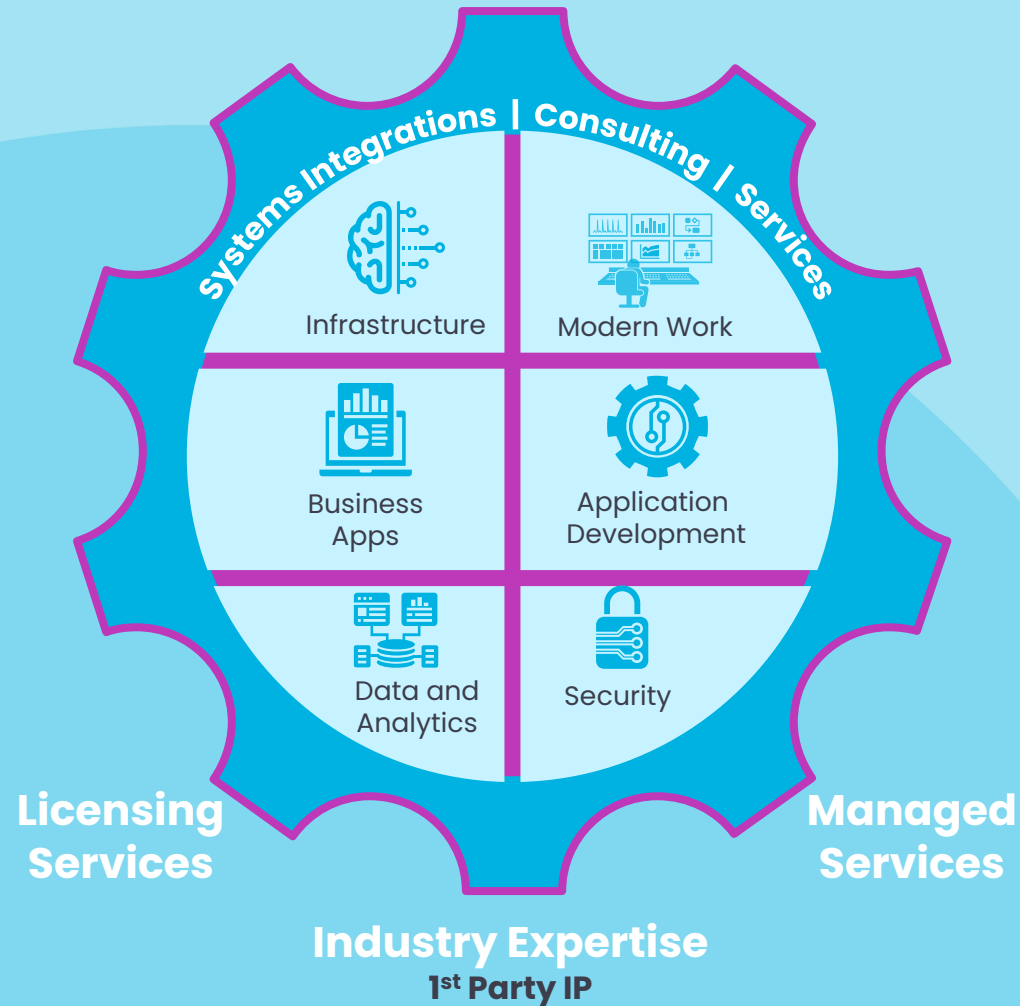 Systems Integrations | Consulting | Services
Infrastructure
Modern Work
Business
Apps
Application
Development
Data and
Analytics
Security
Licensing
Services
Managed
Services
Industry Expertise
1st Party IP